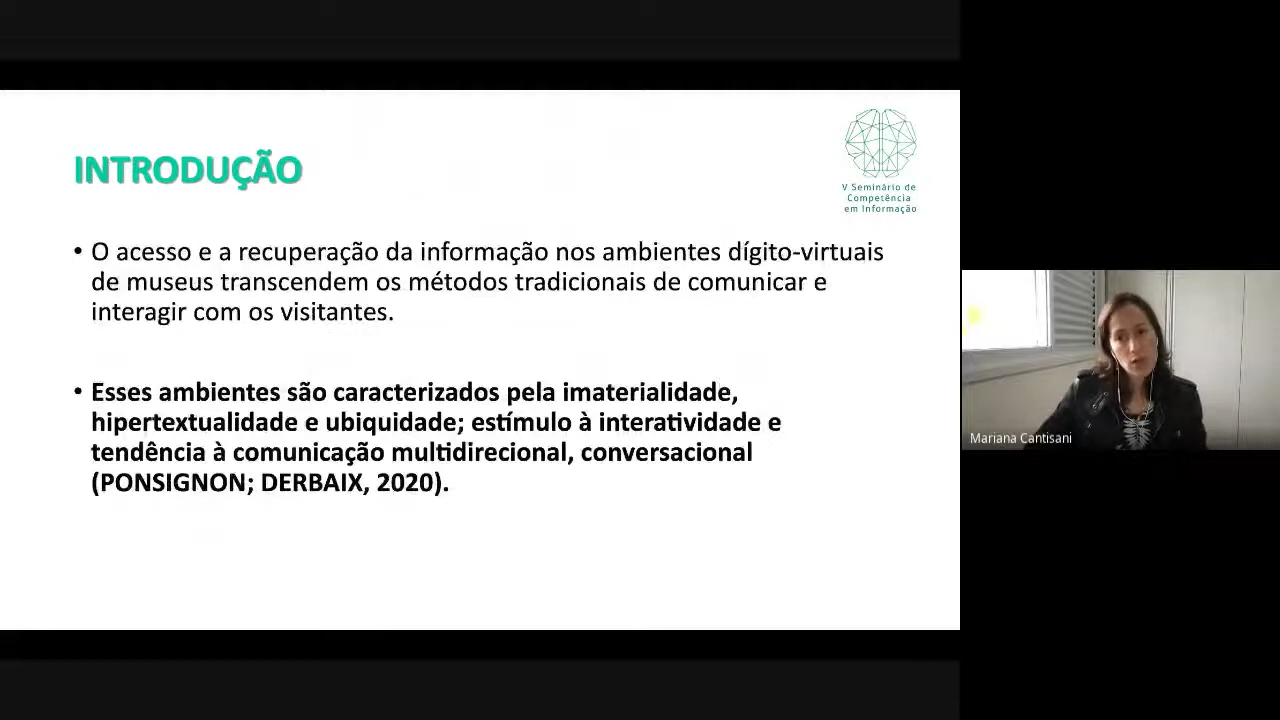 INTRODUÇÃO
V Seminário de
Competência
em Informação
• O acesso e a recuperação da informação nos ambientes dígito-virtuais
de museus transcendem os métodos tradicionais de comunicar e
interagir com os visitantes.
• Esses ambientes são caracterizados pela imaterialidade,
hipertextualidade e ubiquidade; estímulo à interatividade e
tendência à comunicação multidirecional, conversacional
(PONSIGNON; DERBAIX, 2020).
Mariana Cantisani